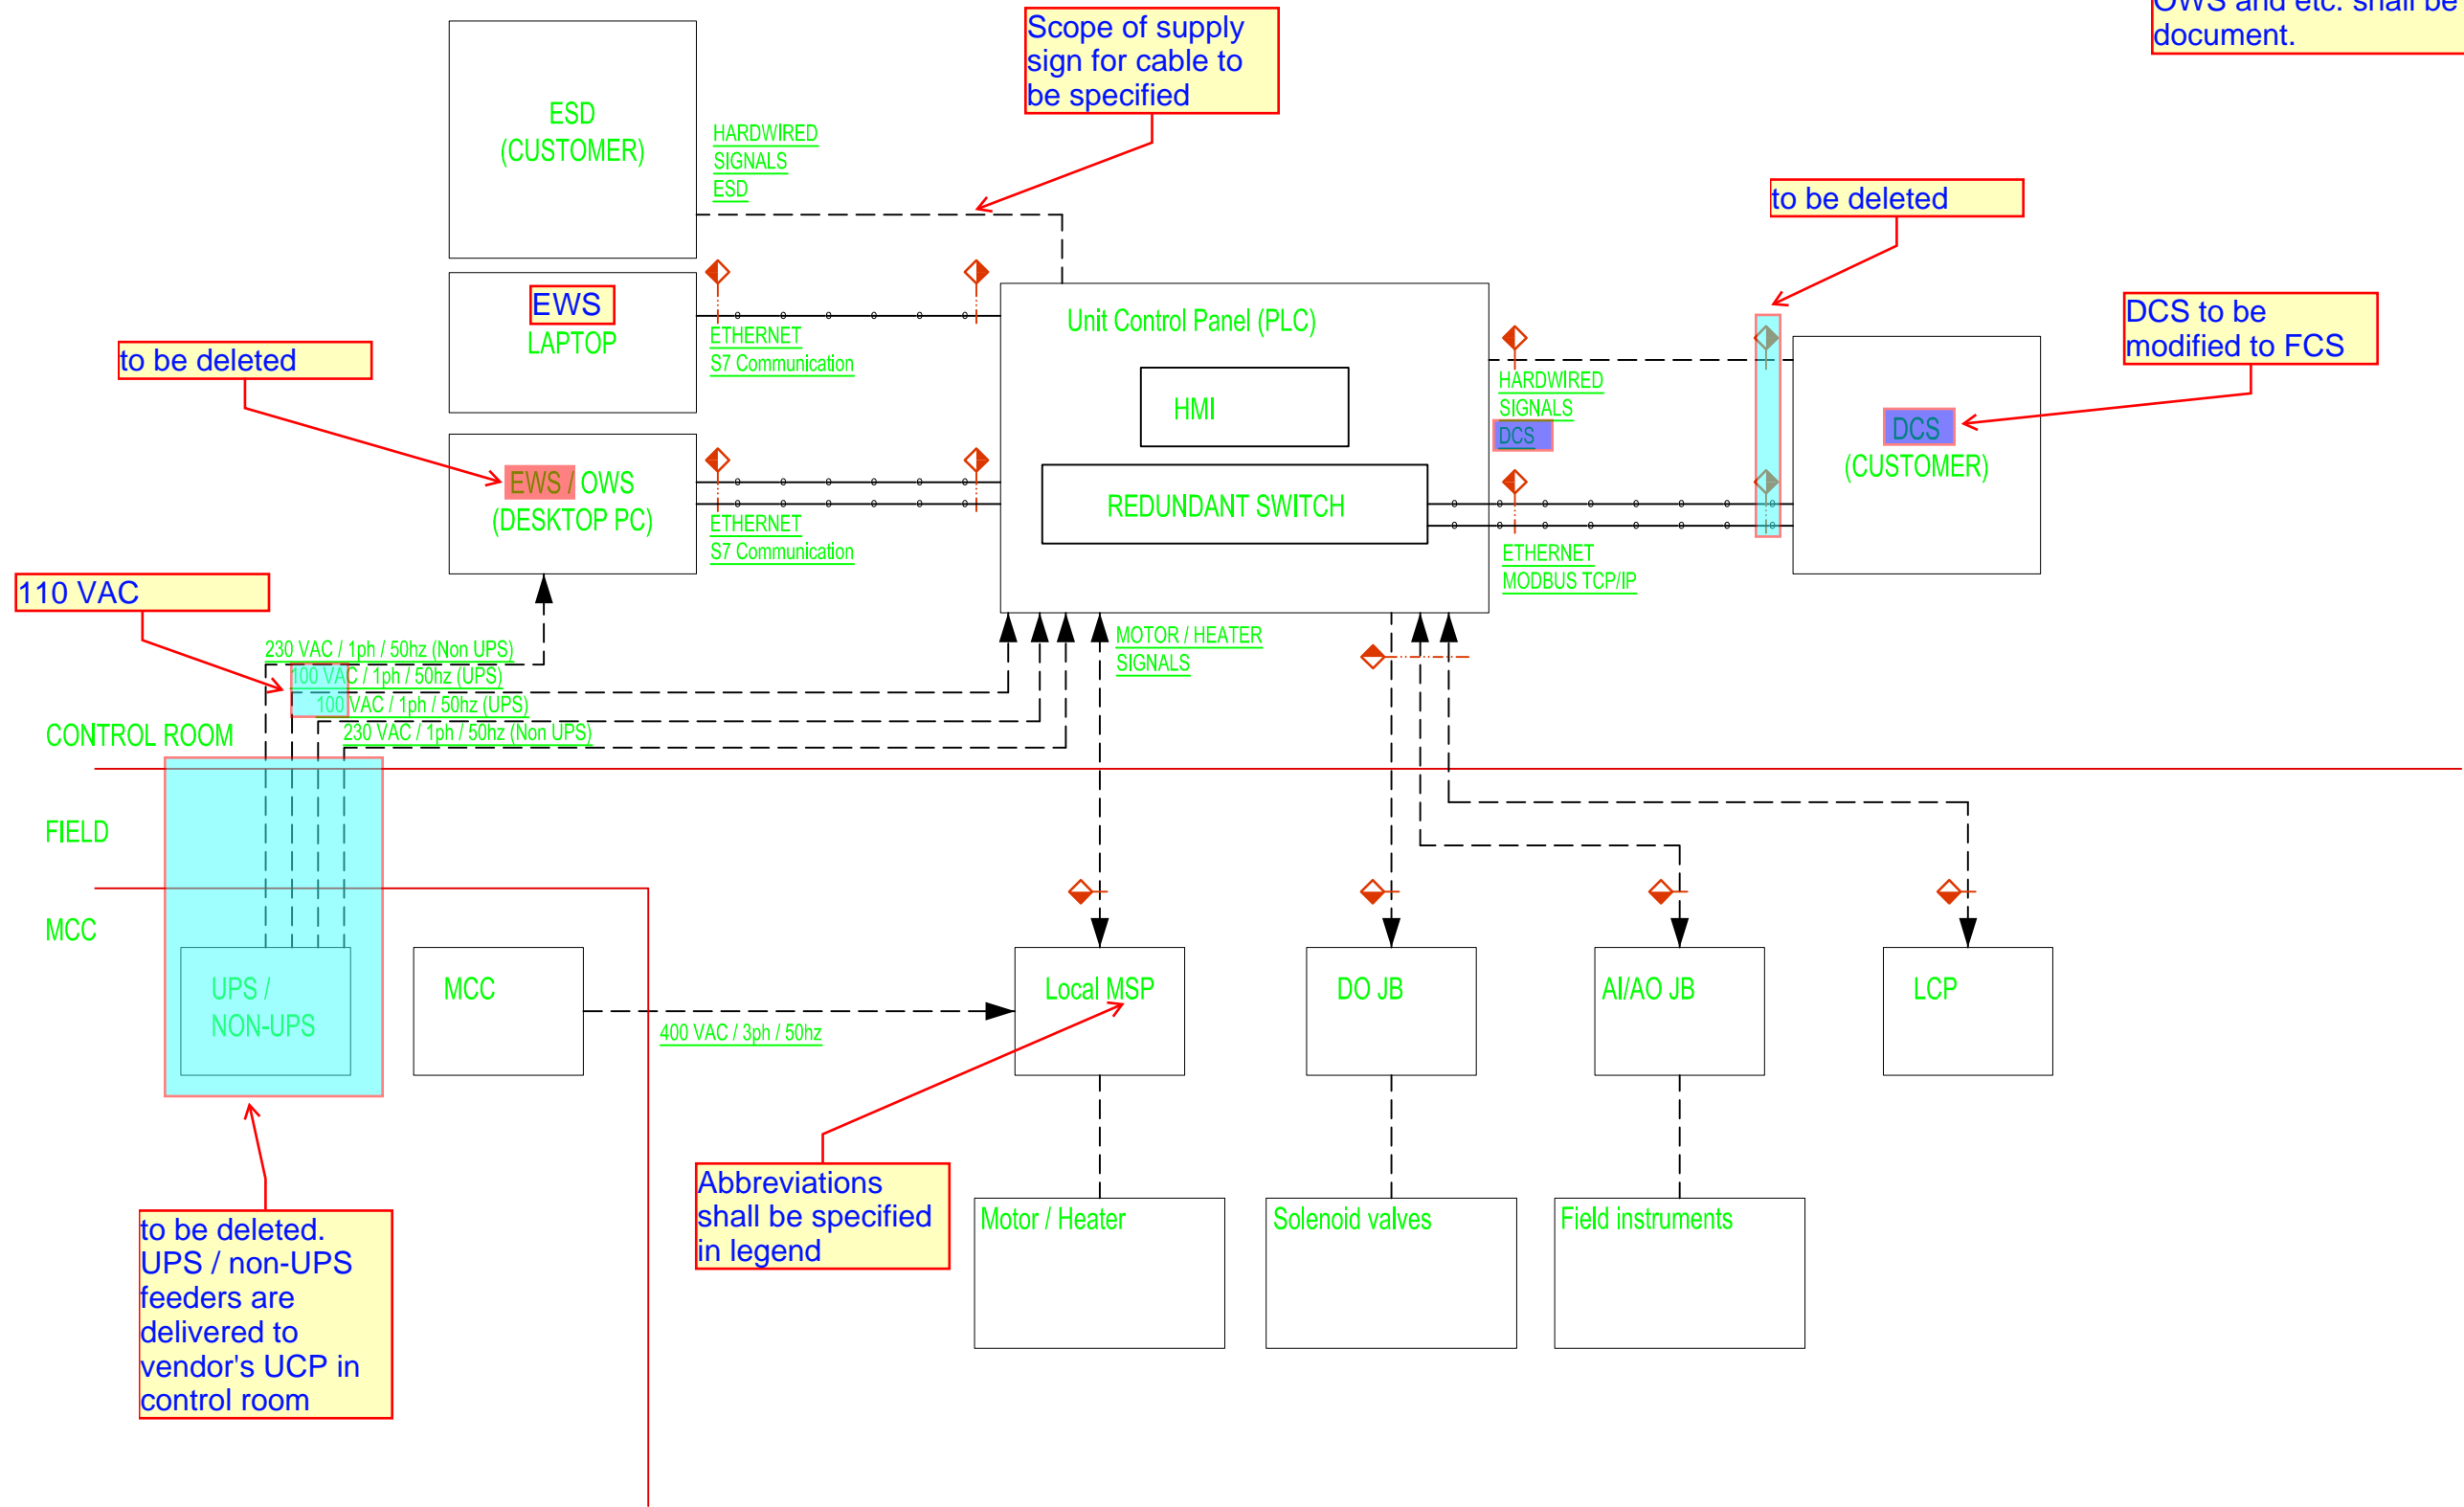 OWS and etc. shall be
document.
Scope of supply
sign for cable to
be specified
ESD
(CUSTOMER)
HARDWIRED
SIGNALS
ESD
to be deleted
EWS
LAPTOP
ETHERNET
S7 Communication
Unit Control Panel (PLC)
HMI
REDUNDANT SWITCH
HARDWIRED
SIGNALS
DCS
DCS to be
modified to FCS
DCS
(CUSTOMER)
to be deleted
EWS / OWS
(DESKTOP PC)
ETHERNET
S7 Communication
ETHERNET
MODBUS TCP/IP
110 VAC
230 VAC / 1ph / 50hz (Non UPS)
100 VAC / 1ph / 50hz (UPS)
100 VAC / 1ph / 50hz (UPS)
230 VAC / 1ph / 50hz (Non UPS)
MOTOR / HEATER
SIGNALS
CONTROL ROOM
FIELD
MCC
UPS /
NON-UPS
MCC
400 VAC / 3ph / 50hz
Local MSP
DO JB
AI/AO JB
LCP
Abbreviations
shall be specified
in legend
Motor / Heater
Solenoid valves
Field instruments
to be deleted.
UPS / non-UPS
feeders are
delivered to
vendor's UCP in
control room